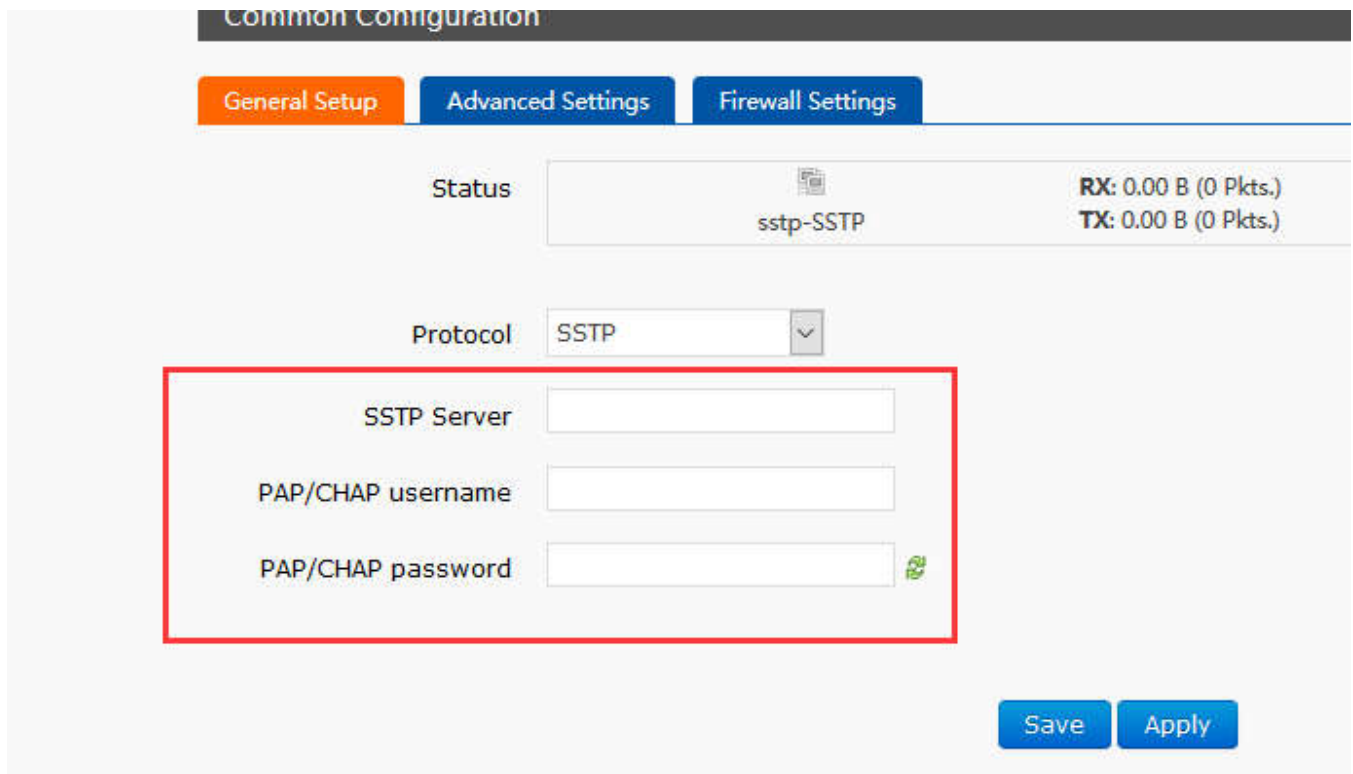 Common Configuration
General Setup Advanced Settings Firewall Settings
Status
RX: 0.00 B (0 Pkts.)
sstp-SSTP
TX: 0.00 B (0 Pkts.)
Protocol SSTP
SSTP Server
PAP/CHAP username
PAP/CHAP password
Save Apply